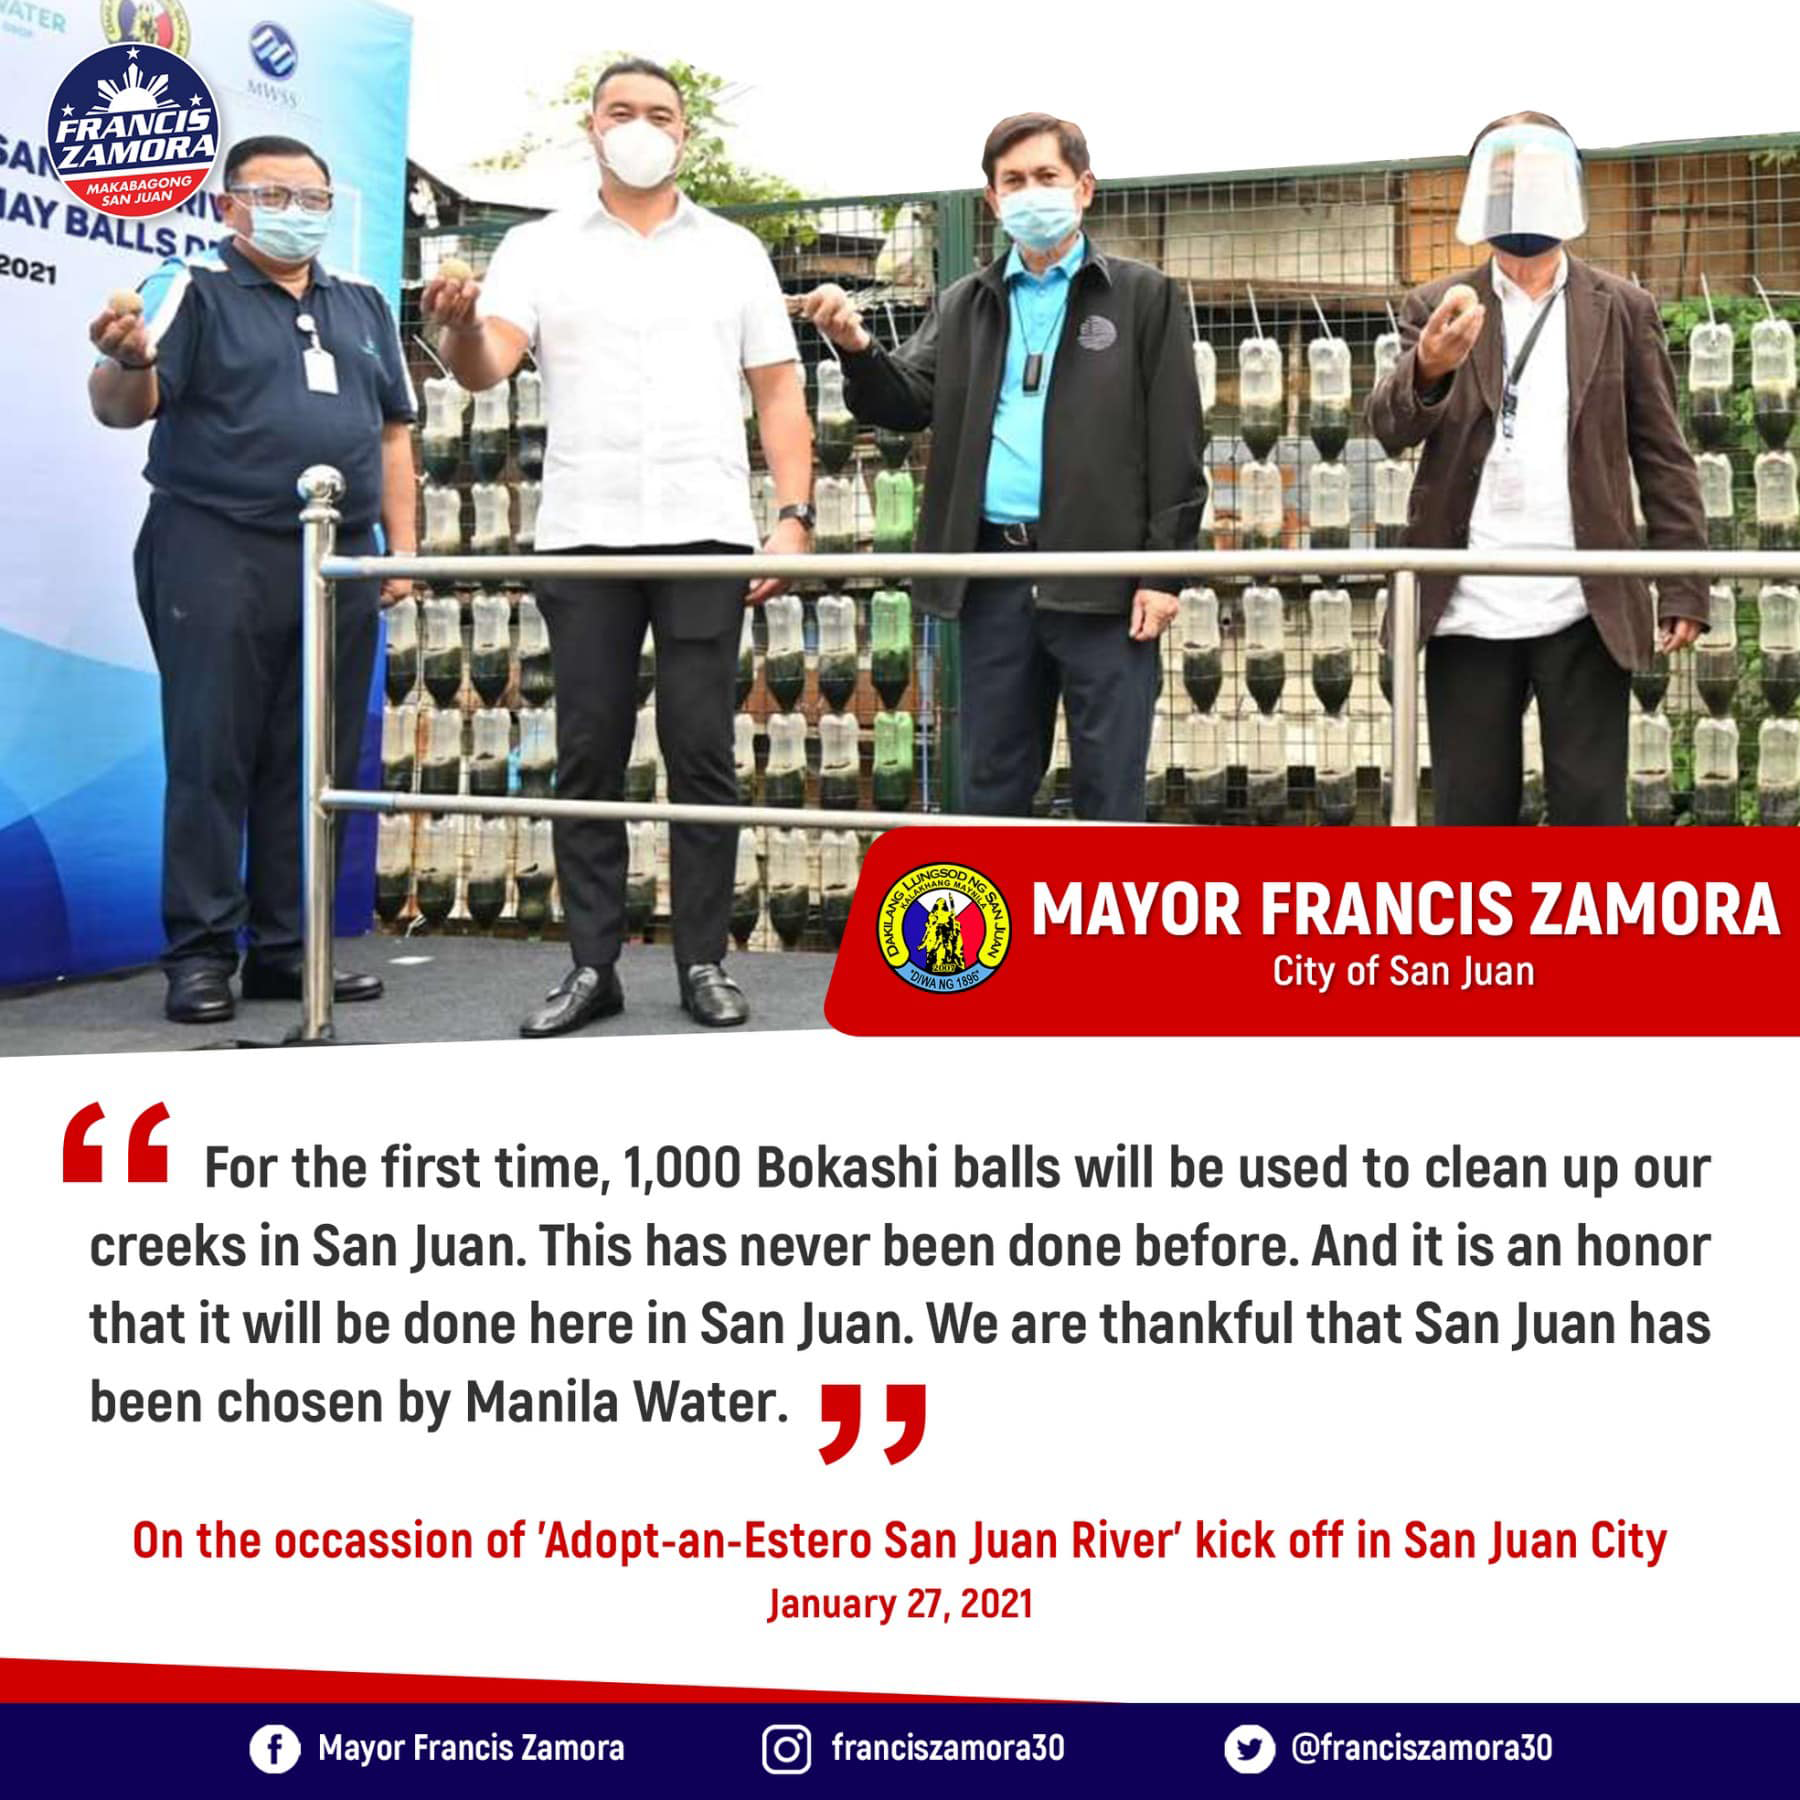 WATER
MWSS
FRANCIS
ZAMORA
MAKABAGONG
SAN JUAN
BALLS
2021
DAKILANG LUNGSOD NG SAN JUAN
KALAKHANG MAYNILA
2007
"DIWA NG 1896"
MAYOR FRANCIS ZAMORA
City of San Juan
“ For the first time, 1,000 Bokashi balls will be used to clean up our
creeks in San Juan. This has never been done before. And it is an honor
that it will be done here in San Juan. We are thankful that San Juan has
been chosen by Manila Water. ”
On the occassion of 'Adopt-an-Estero San Juan River' kick off in San Juan City
January 27, 2021
Mayor Francis Zamora
franciszamora30
@franciszamora30